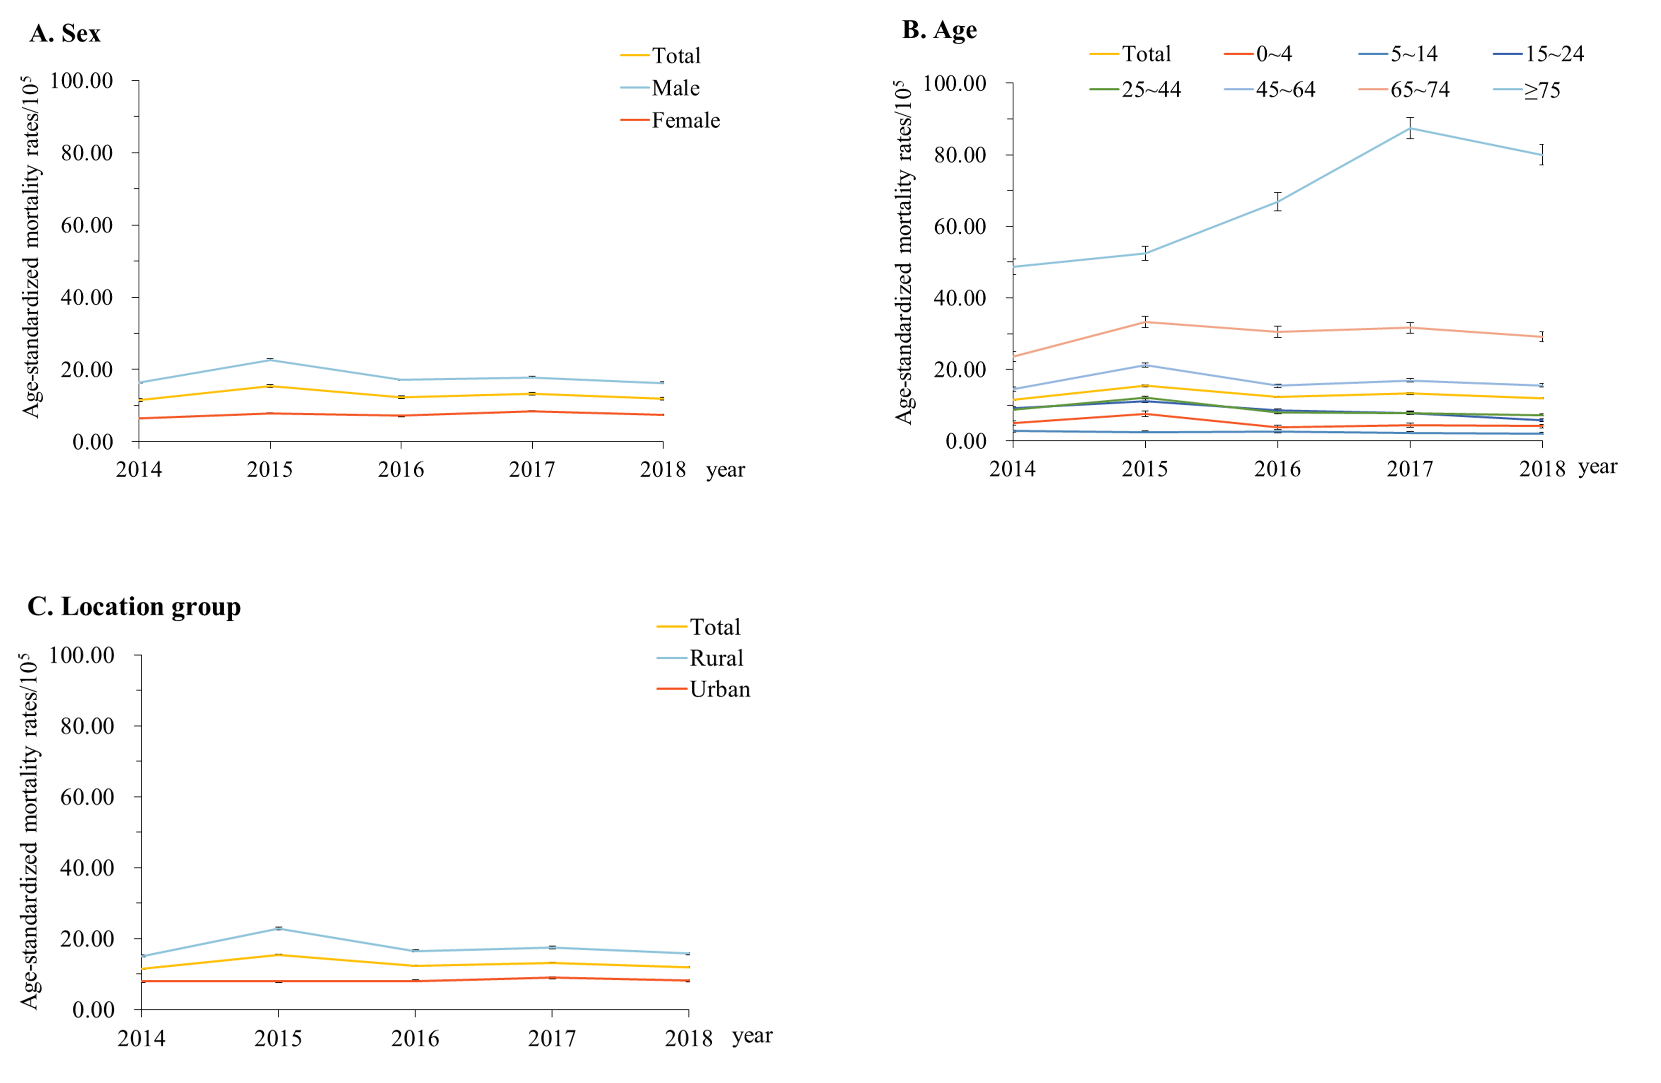 A. Sex
Total
Male
Female
Age-standardized mortality rates/10⁵
100.00
80.00
60.00
40.00
20.00
0.00
2014 2015 2016 2017 2018 year
B. Age
Total 0~4 5~14 15~24
25~44 45~64 65~74 ≥75
Age-standardized mortality rates/10⁵
100.00
80.00
60.00
40.00
20.00
0.00
2014 2015 2016 2017 2018 year
C. Location group
Total
Rural
Urban
Age-standardized mortality rates/10⁵
100.00
80.00
60.00
40.00
20.00
0.00
2014 2015 2016 2017 2018 year